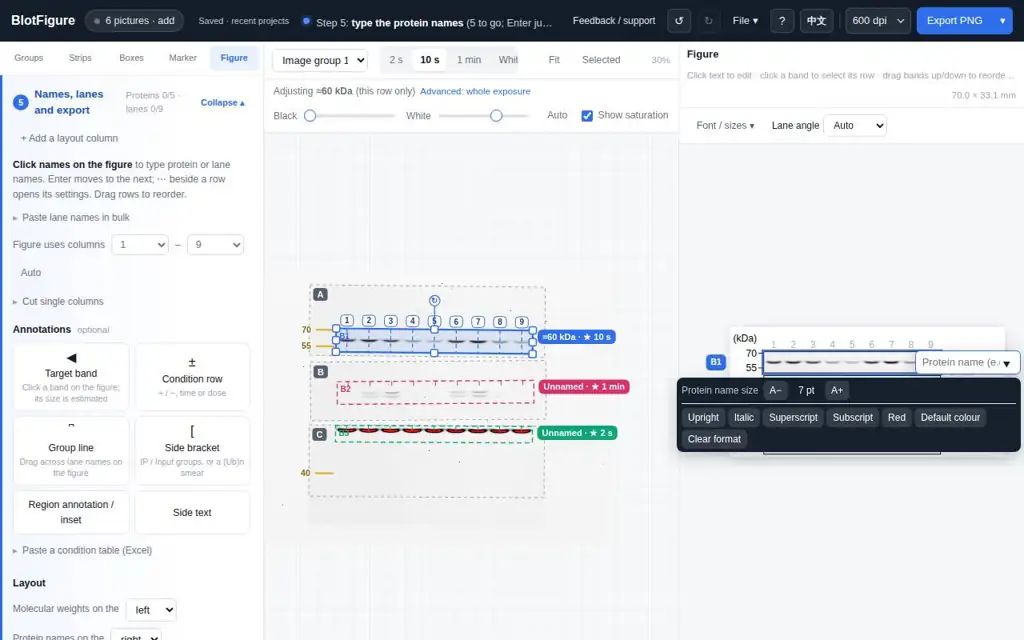 BlotFigure
6 pictures · add
Saved · recent projects
Step 5: type the protein names (5 to go; Enter ju…
Feedback / support
File ▾
?
中文
600 dpi
Export PNG ▾
Groups
Strips
Boxes
Marker
Figure
5
Names, lanes and export
Proteins 0/5 · lanes 0/9
Collapse ▴
+ Add a layout column
Click names on the figure to type protein or lane
names. Enter moves to the next; ⋯ beside a row
opens its settings. Drag rows to reorder.
▸ Paste lane names in bulk
Figure uses columns 1 – 9
Auto
▸ Cut single columns
Annotations optional
◀
Target band
Click a band on the figure;
its size is estimated
±
Condition row
+ / −, time or dose
Group line
Drag across lane names on
the figure
[
Side bracket
IP / Input groups, or a (Ub)n
smear
Region annotation /
inset
Side text
▸ Paste a condition table (Excel)
Layout
Molecular weights on the left
Protein names on the right
Image group 1
2 s
10 s
1 min
Whit
Fit
Selected
30%
Adjusting ≈60 kDa (this row only) Advanced: whole exposure
Black
White
Auto
Show saturation
A
1 2 3 4 5 6 7 8 9
70
55
B1
≈60 kDa · ★ 10 s
B
B2
Unnamed · ★ 1 min
C
B3
Unnamed · ★ 2 s
40
Figure
Click text to edit · click a band to select its row · drag bands up/down to reorde…
70.0 × 33.1 mm
Font / sizes ▾
Lane angle Auto
(kDa)
1 2 3 4 5 6 7 8 9
B1
70
55
Protein name (e.
Protein name size A− 7 pt A+
Upright
Italic
Superscript
Subscript
Red
Default colour
Clear format